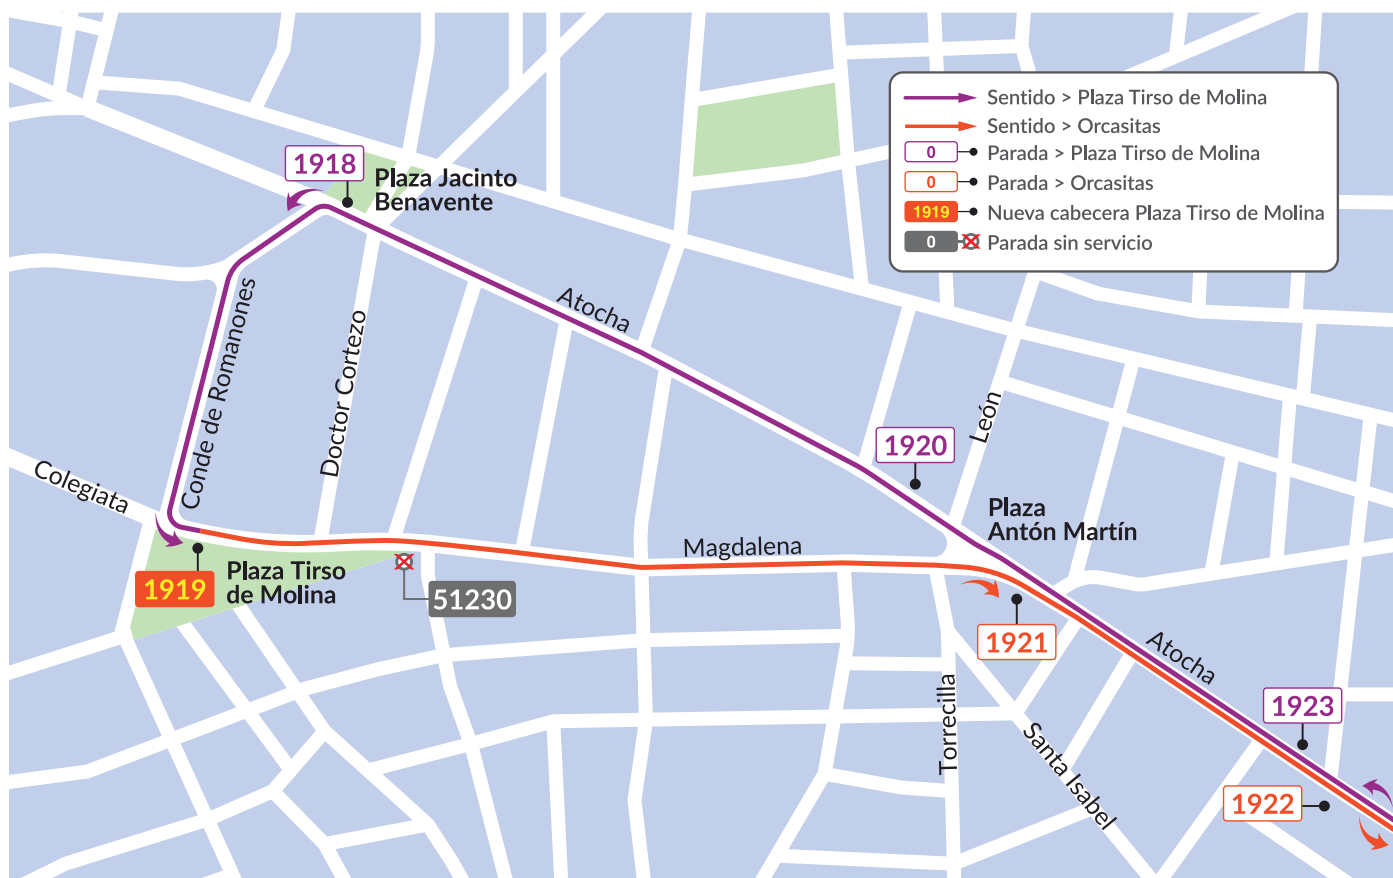 Sentido > Plaza Tirso de Molina
Sentido > Orcasitas
0 Parada > Plaza Tirso de Molina
0 Parada > Orcasitas
1919 Nueva cabecera Plaza Tirso de Molina
0 Parada sin servicio
1918
Plaza Jacinto
Benavente
Atocha
Conde de Romanones
Doctor Cortezo
León
1920
Colegiata
Plaza
Antón Martín
Magdalena
1919
Plaza Tirso
de Molina
51230
1921
Atocha
Torrecilla
Santa Isabel
1923
1922